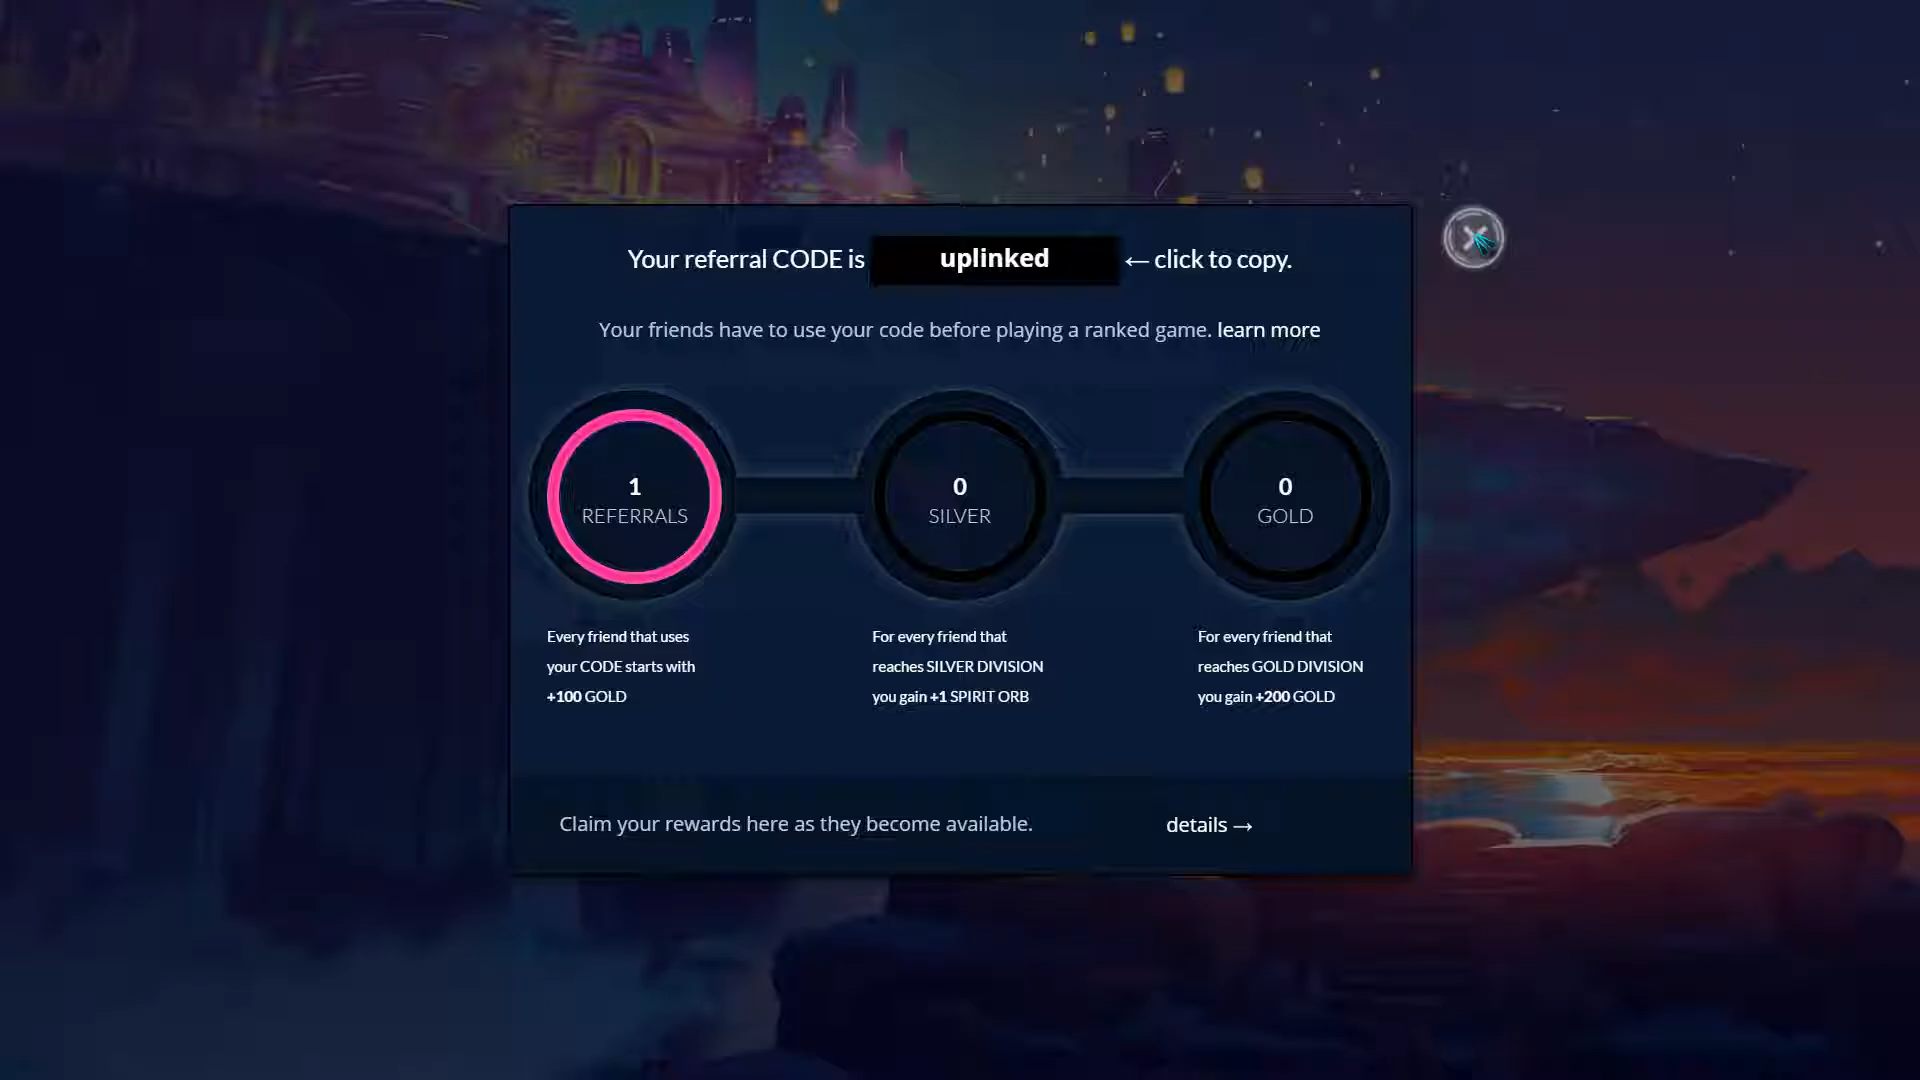 Your referral CODE is uplinked ← click to copy.
Your friends have to use your code before playing a ranked game. learn more
1
REFERRALS
0
SILVER
0
GOLD
Every friend that uses
your CODE starts with
+100 GOLD
For every friend that
reaches SILVER DIVISION
you gain +1 SPIRIT ORB
For every friend that
reaches GOLD DIVISION
you gain +200 GOLD
Claim your rewards here as they become available.
details →